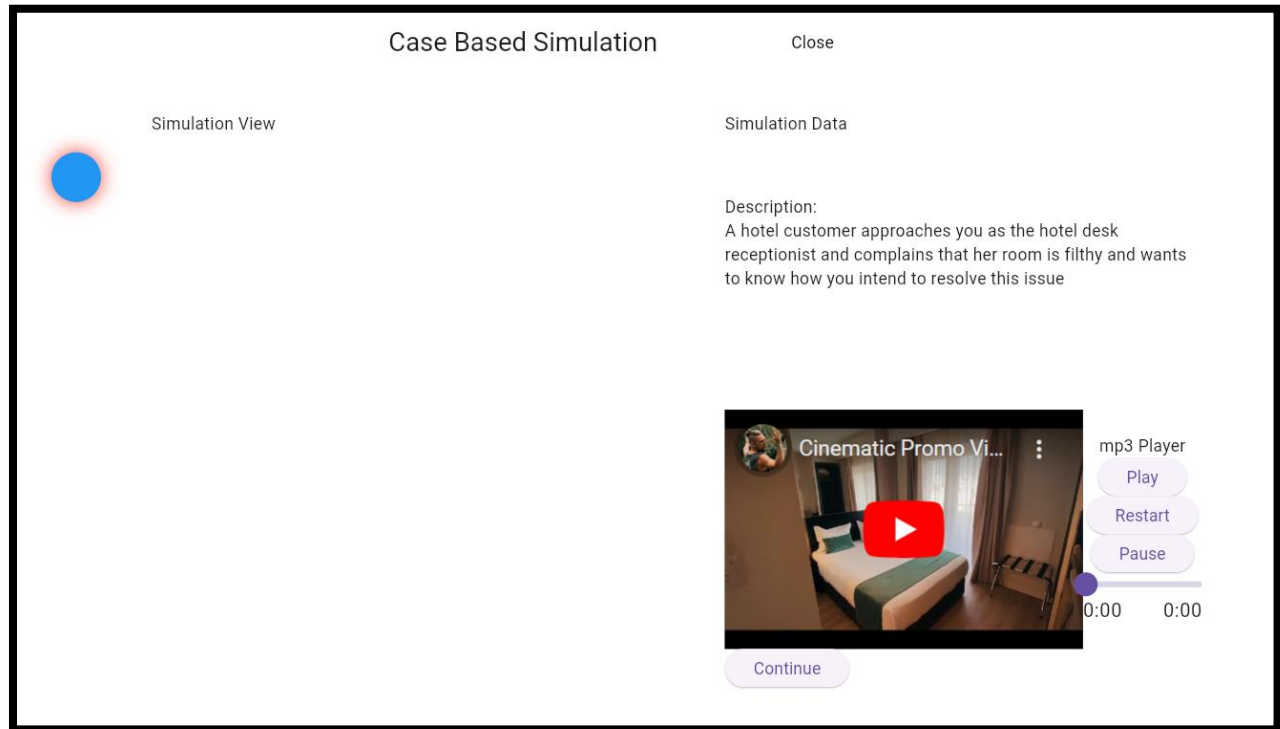 Case Based Simulation
Close
Simulation View
Simulation Data
Description:
A hotel customer approaches you as the hotel desk
receptionist and complains that her room is filthy and wants
to know how you intend to resolve this issue
Cinematic Promo Vi...
mp3 Player
Play
Restart
Pause
0:00 0:00
Continue